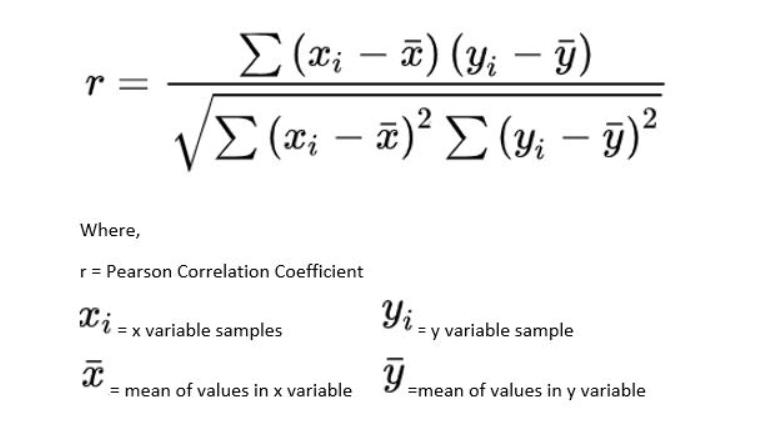 r = ∑ (xᵢ − x̄) (yᵢ − ȳ) / √ ∑ (xᵢ − x̄)² ∑ (yᵢ − ȳ)²
Where,
r = Pearson Correlation Coefficient
xᵢ = x variable samples yᵢ = y variable sample
x̄ = mean of values in x variable ȳ =mean of values in y variable